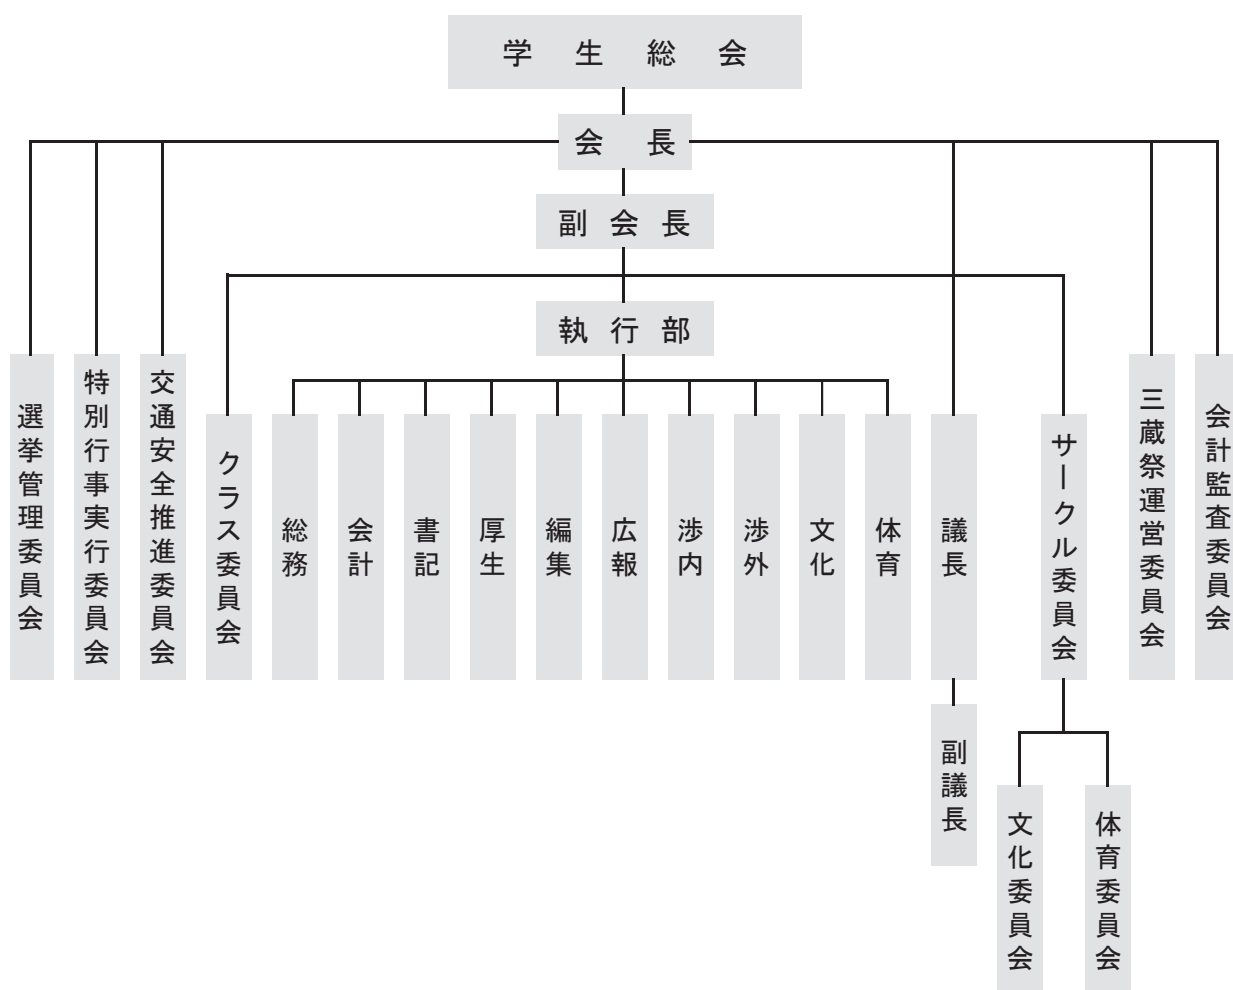 学生総会
会長
副会長
執行部
選挙管理委員会
特別行事実行委員会
交通安全推進委員会
クラス委員会
総務
会計
書記
厚生
編集
広報
渉内
渉外
文化
体育
議長
サークル委員会
三蔵祭運営委員会
会計監査委員会
副議長
文化委員会
体育委員会